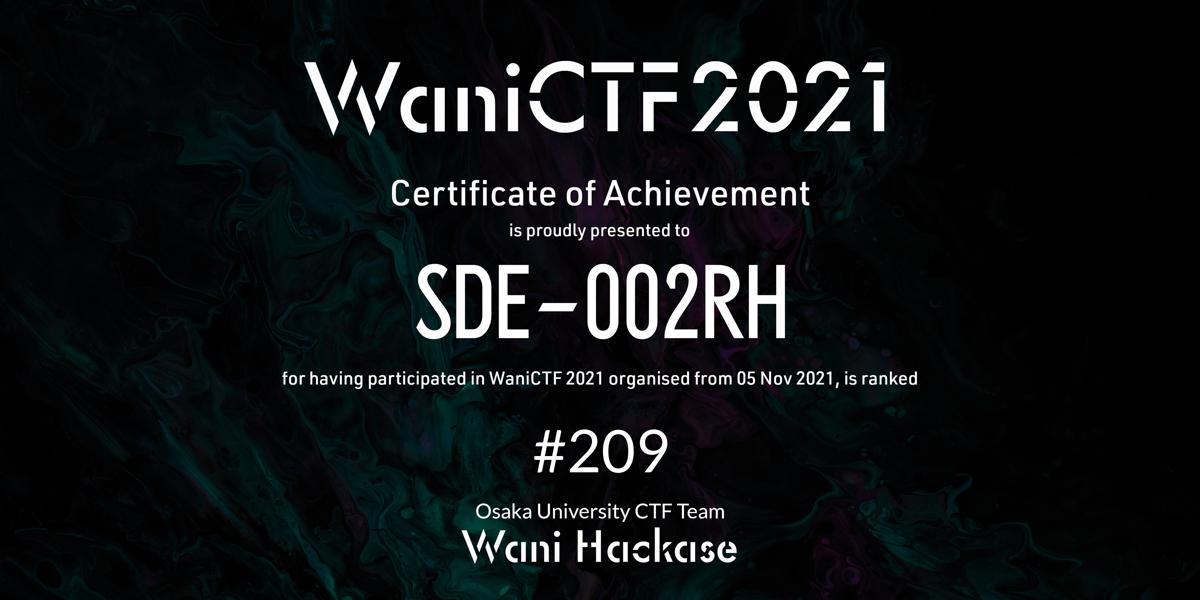 WaniCTF2021
Certificate of Achievement
is proudly presented to
SDE-002RH
for having participated in WaniCTF 2021 organised from 05 Nov 2021, is ranked
#209
Osaka University CTF Team
Wani Hackase